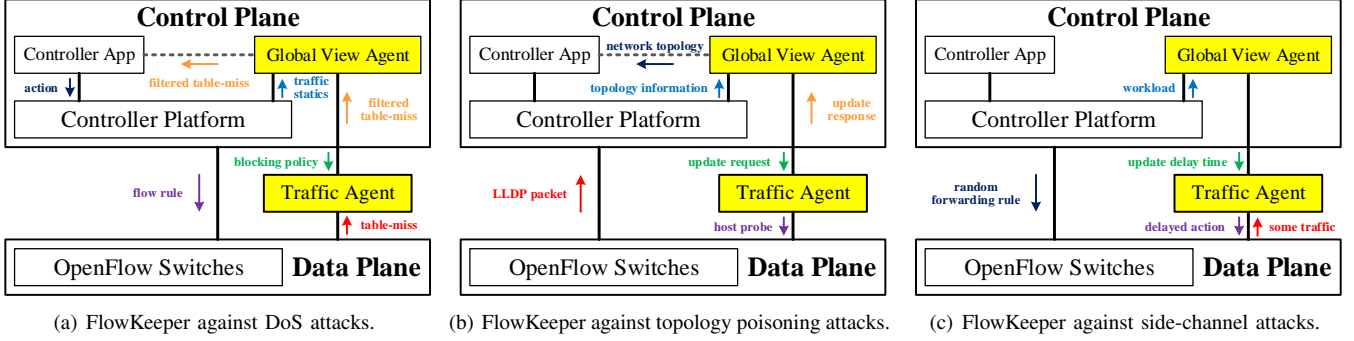 Control Plane
Controller App
Global View Agent
filtered table-miss
action
traffic
statics
filtered
table-miss
Controller Platform
blocking policy
flow rule
Traffic Agent
table-miss
OpenFlow Switches
Data Plane
(a) FlowKeeper against DoS attacks.
Control Plane
Controller App
network topology
Global View Agent
topology information
update
response
Controller Platform
update request
LLDP packet
Traffic Agent
host probe
OpenFlow Switches
Data Plane
(b) FlowKeeper against topology poisoning attacks.
Control Plane
Controller App
Global View Agent
workload
Controller Platform
update delay time
random
forwarding rule
Traffic Agent
delayed action
some traffic
OpenFlow Switches
Data Plane
(c) FlowKeeper against side-channel attacks.